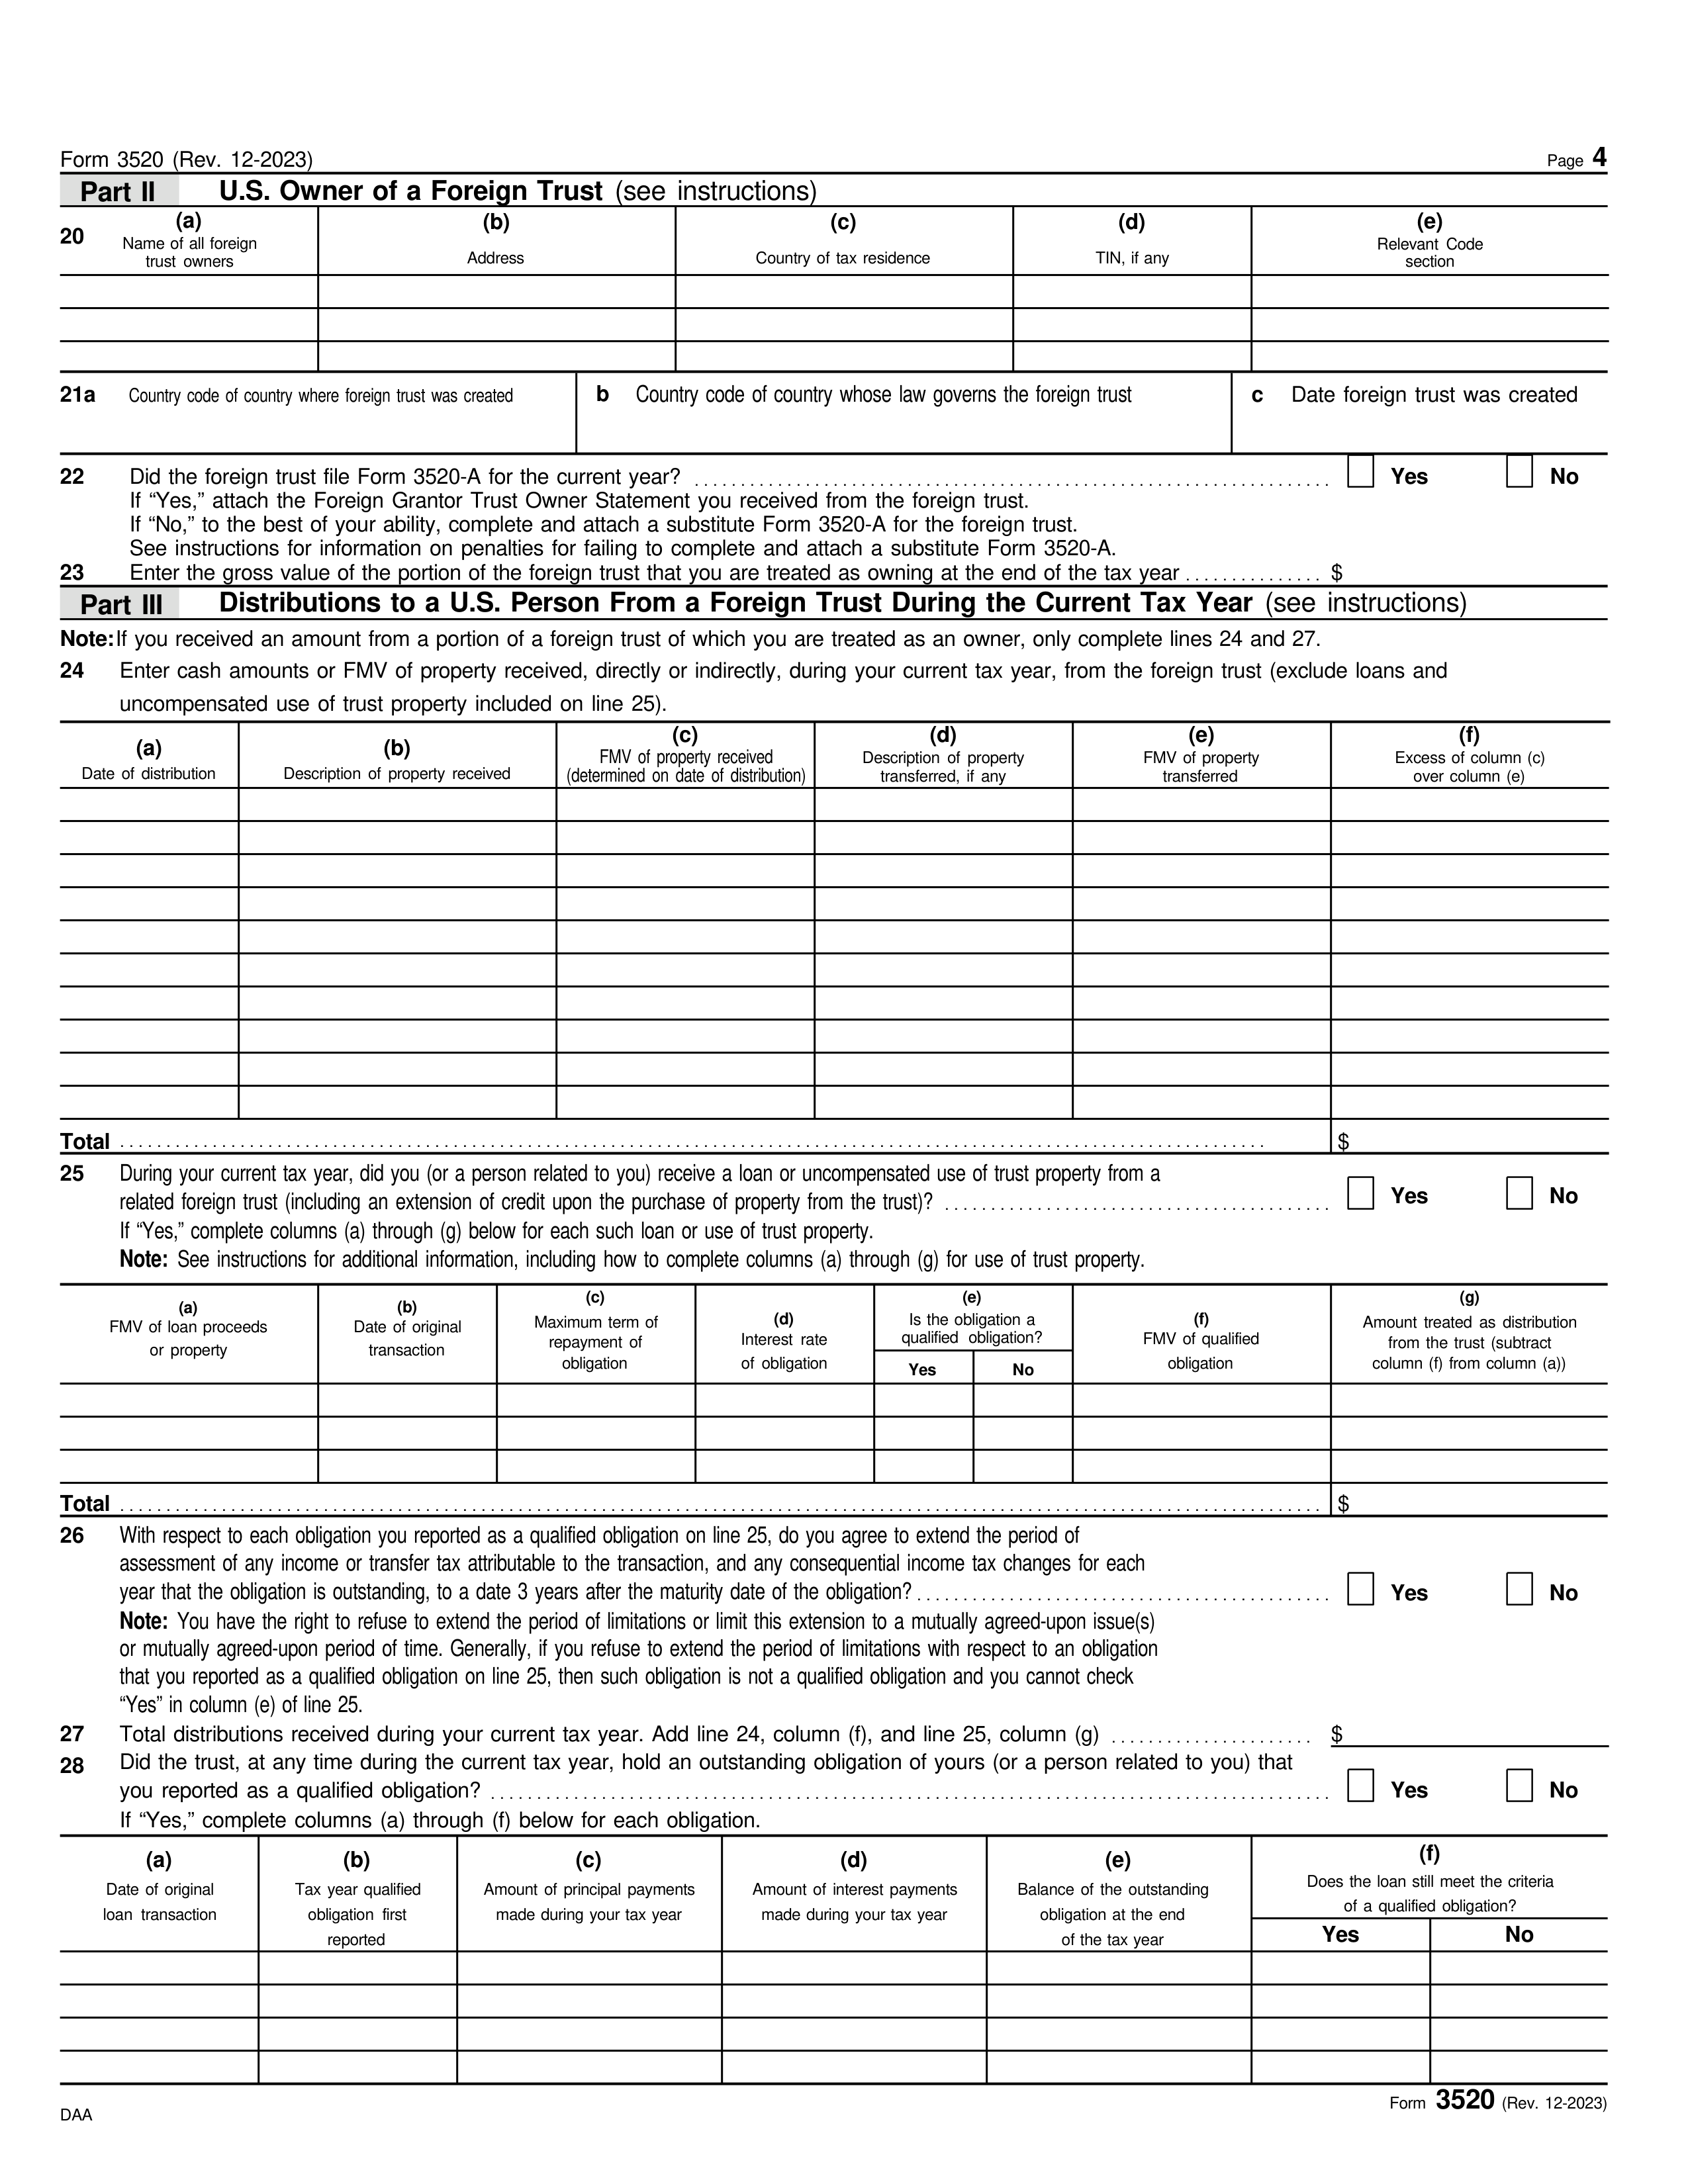 Form 3520 (Rev. 12-2023) Page 4
Part II U.S. Owner of a Foreign Trust (see instructions)
20 (a) (b) (c) (d) (e)
Name of all foreign Address Country of tax residence TIN, if any Relevant Code
trust owners section
21a Country code of country where foreign trust was created b Country code of country whose law governs the foreign trust c Date foreign trust was created
22 Did the foreign trust file Form 3520-A for the current year? Yes No
If “Yes,” attach the Foreign Grantor Trust Owner Statement you received from the foreign trust.
If “No,” to the best of your ability, complete and attach a substitute Form 3520-A for the foreign trust.
See instructions for information on penalties for failing to complete and attach a substitute Form 3520-A.
23 Enter the gross value of the portion of the foreign trust that you are treated as owning at the end of the tax year $
Part III Distributions to a U.S. Person From a Foreign Trust During the Current Tax Year (see instructions)
Note: If you received an amount from a portion of a foreign trust of which you are treated as an owner, only complete lines 24 and 27.
24 Enter cash amounts or FMV of property received, directly or indirectly, during your current tax year, from the foreign trust (exclude loans and
uncompensated use of trust property included on line 25).
(a) (b) (c) (d) (e) (f)
Date of distribution Description of property received FMV of property received Description of property FMV of property Excess of column (c)
(determined on date of distribution) transferred, if any transferred over column (e)
Total $
25 During your current tax year, did you (or a person related to you) receive a loan or uncompensated use of trust property from a
related foreign trust (including an extension of credit upon the purchase of property from the trust)? Yes No
If “Yes,” complete columns (a) through (g) below for each such loan or use of trust property.
Note: See instructions for additional information, including how to complete columns (a) through (g) for use of trust property.
(a) (b) (c) (d) (e) (f) (g)
FMV of loan proceeds Date of original Maximum term of Interest rate Is the obligation a FMV of qualified Amount treated as distribution
or property transaction repayment of of obligation qualified obligation? obligation from the trust (subtract
obligation Yes No column (f) from column (a))
Total $
26 With respect to each obligation you reported as a qualified obligation on line 25, do you agree to extend the period of
assessment of any income or transfer tax attributable to the transaction, and any consequential income tax changes for each
year that the obligation is outstanding, to a date 3 years after the maturity date of the obligation? Yes No
Note: You have the right to refuse to extend the period of limitations or limit this extension to a mutually agreed-upon issue(s)
or mutually agreed-upon period of time. Generally, if you refuse to extend the period of limitations with respect to an obligation
that you reported as a qualified obligation on line 25, then such obligation is not a qualified obligation and you cannot check
“Yes” in column (e) of line 25.
27 Total distributions received during your current tax year. Add line 24, column (f), and line 25, column (g) $
28 Did the trust, at any time during the current tax year, hold an outstanding obligation of yours (or a person related to you) that
you reported as a qualified obligation? Yes No
If “Yes,” complete columns (a) through (f) below for each obligation.
(a) (b) (c) (d) (e) (f)
Date of original Tax year qualified Amount of principal payments Amount of interest payments Balance of the outstanding Does the loan still meet the criteria
loan transaction obligation first made during your tax year made during your tax year obligation at the end of a qualified obligation?
reported of the tax year Yes No
DAA Form 3520 (Rev. 12-2023)